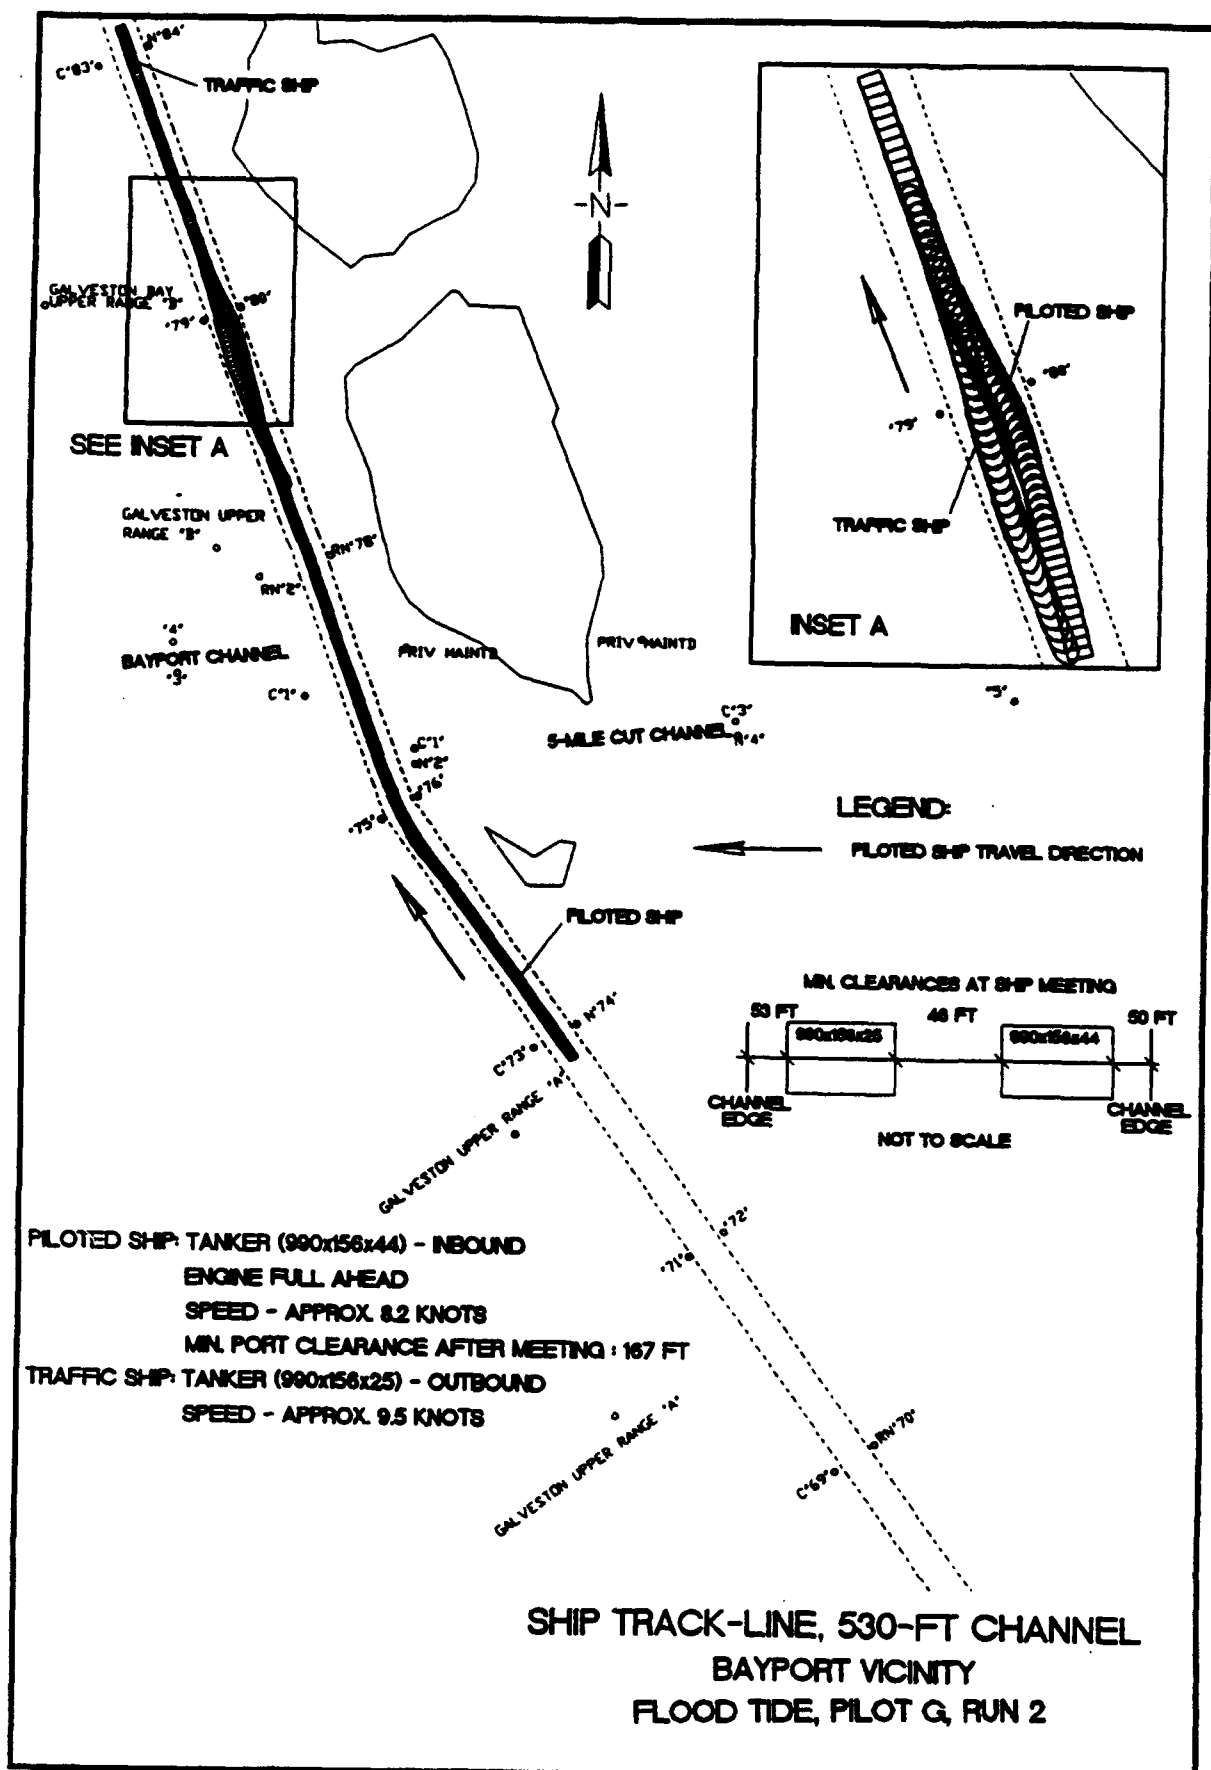 N"84"
C"83"
TRAFFIC SHIP
-N-
GALVESTON BAY
UPPER RANGE "B"
"80"
"79"
SEE INSET A
PILOTED SHIP
"79"
TRAFFIC SHIP
INSET A
GALVESTON UPPER
RANGE "B"
RN"78"
RN"2"
"4"
BAYPORT CHANNEL
"3"
C"1"
PRIV MAINTD
PRIV MAINTD
"5"
C"3"
5-MILE CUT CHANNEL
R"4"
C"1"
N"2"
"76"
"75"
LEGEND:
PILOTED SHIP TRAVEL DIRECTION
PILOTED SHIP
MIN. CLEARANCES AT SHIP MEETING
53 FT
46 FT
50 FT
990x156x25
990x156x44
CHANNEL
EDGE
CHANNEL
EDGE
NOT TO SCALE
N"74"
C"73"
GALVESTON UPPER RANGE "A"
"72"
"71"
PILOTED SHIP: TANKER (990x156x44) - INBOUND
ENGINE FULL AHEAD
SPEED - APPROX. 8.2 KNOTS
MIN. PORT CLEARANCE AFTER MEETING : 167 FT
TRAFFIC SHIP: TANKER (990x156x25) - OUTBOUND
SPEED - APPROX. 9.5 KNOTS
GALVESTON UPPER RANGE "A"
RN"70"
C"69"
SHIP TRACK-LINE, 530-FT CHANNEL
BAYPORT VICINITY
FLOOD TIDE, PILOT G, RUN 2